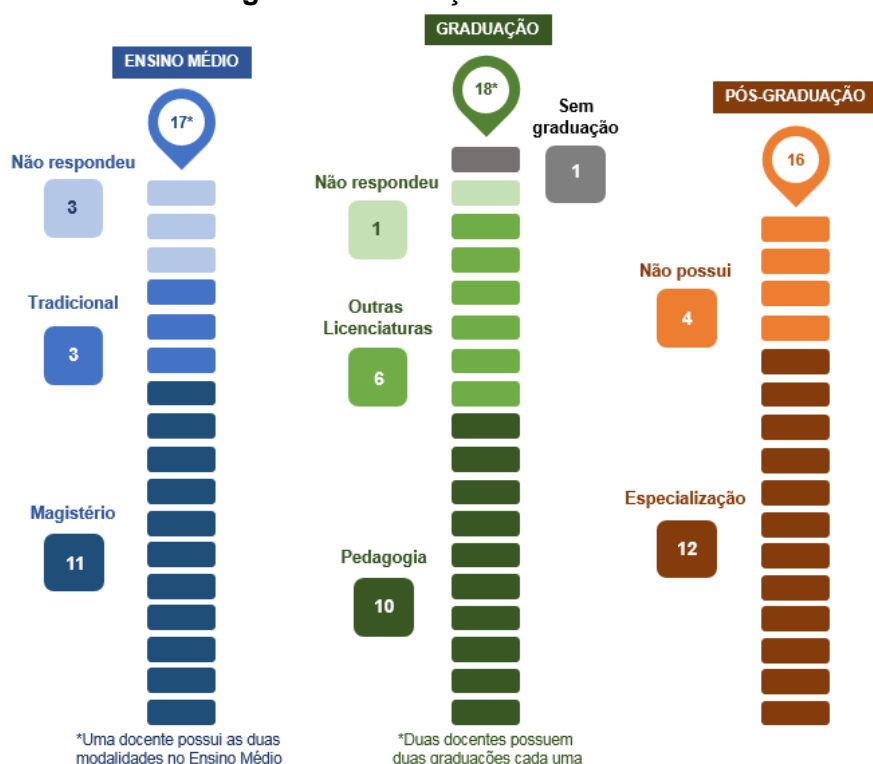 ENSINO MÉDIO
17*
Não respondeu
3
Tradicional
3
Magistério
11
*Uma docente possui as duas
modalidades no Ensino Médio
GRADUAÇÃO
18*
Sem
graduação
1
Não respondeu
1
Outras
Licenciaturas
6
Pedagogia
10
*Duas docentes possuem
duas graduações cada uma
PÓS-GRADUAÇÃO
16
Não possui
4
Especialização
12